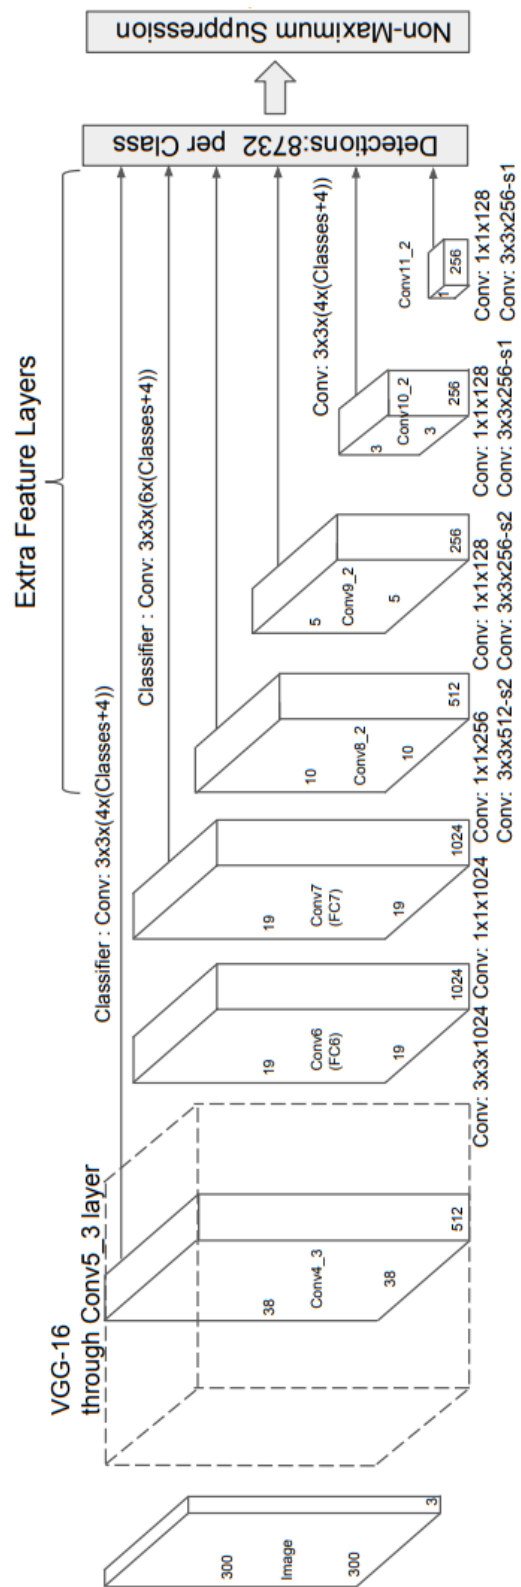 Extra Feature Layers
VGG-16
through Conv5_3 layer
Classifier : Conv: 3x3x(4x(Classes+4))
Classifier : Conv: 3x3x(6x(Classes+4))
Conv: 3x3x(4x(Classes+4))
300
Image
300
3
38
Conv4_3
38
512
19
Conv6
(FC6)
19
1024
19
Conv7
(FC7)
19
1024
10
Conv8_2
10
512
5
Conv9_2
5
256
3
Conv10_2
3
256
Conv11_2
1
256
Detections:8732 per Class
Non-Maximum Suppression
Conv: 3x3x1024
Conv: 1x1x1024
Conv: 1x1x256
Conv: 3x3x512-s2
Conv: 1x1x128
Conv: 3x3x256-s2
Conv: 1x1x128
Conv: 3x3x256-s1
Conv: 1x1x128
Conv: 3x3x256-s1